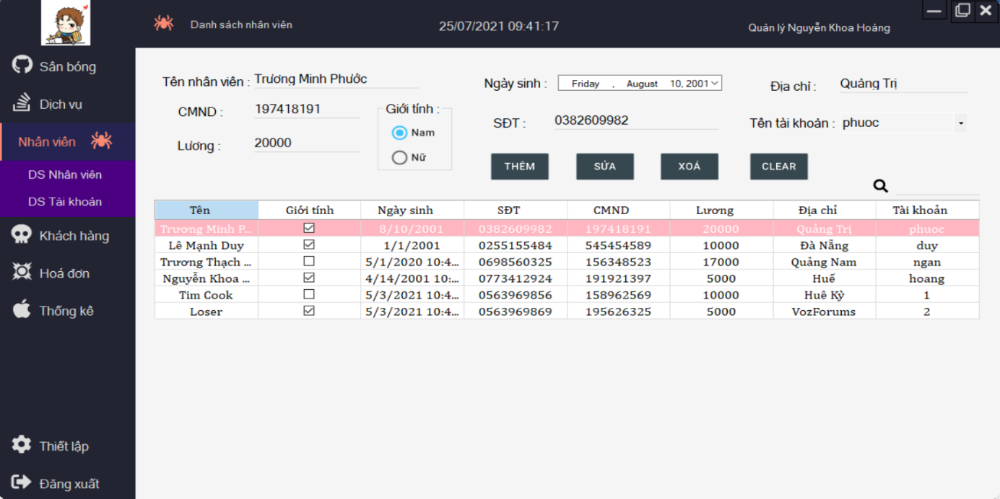 Danh sách nhân viên
25/07/2021 09:41:17
Quản lý Nguyễn Khoa Hoàng
Sân bóng
Dịch vụ
Nhân viên
DS Nhân viên
DS Tài khoản
Khách hàng
Hoá đơn
Thống kê
Thiết lập
Đăng xuất
Tên nhân viên : Trương Minh Phước
CMND : 197418191
Lương : 20000
Giới tính :
Nam
Nữ
Ngày sinh : Friday , August 10, 2001
SĐT : 0382609982
Địa chỉ : Quảng Trị
Tên tài khoản : phuoc
THÊM SỬA XOÁ CLEAR
Tên Giới tính Ngày sinh SĐT CMND Lương Địa chỉ Tài khoản
Trương Minh P... 8/10/2001 0382609982 197418191 20000 Quảng Trị phuoc
Lê Mạnh Duy 1/1/2001 0255155484 545454589 10000 Đà Nẵng duy
Trương Thạch ... 5/1/2020 10:4... 0698560325 156348523 17000 Quảng Nam ngan
Nguyễn Khoa ... 4/14/2001 10:... 0773412924 191921397 5000 Huế hoang
Tim Cook 5/3/2021 10:4... 0563969856 158962569 10000 Huê Kỳ 1
Loser 5/3/2021 10:4... 0563969869 195626325 5000 VozForums 2